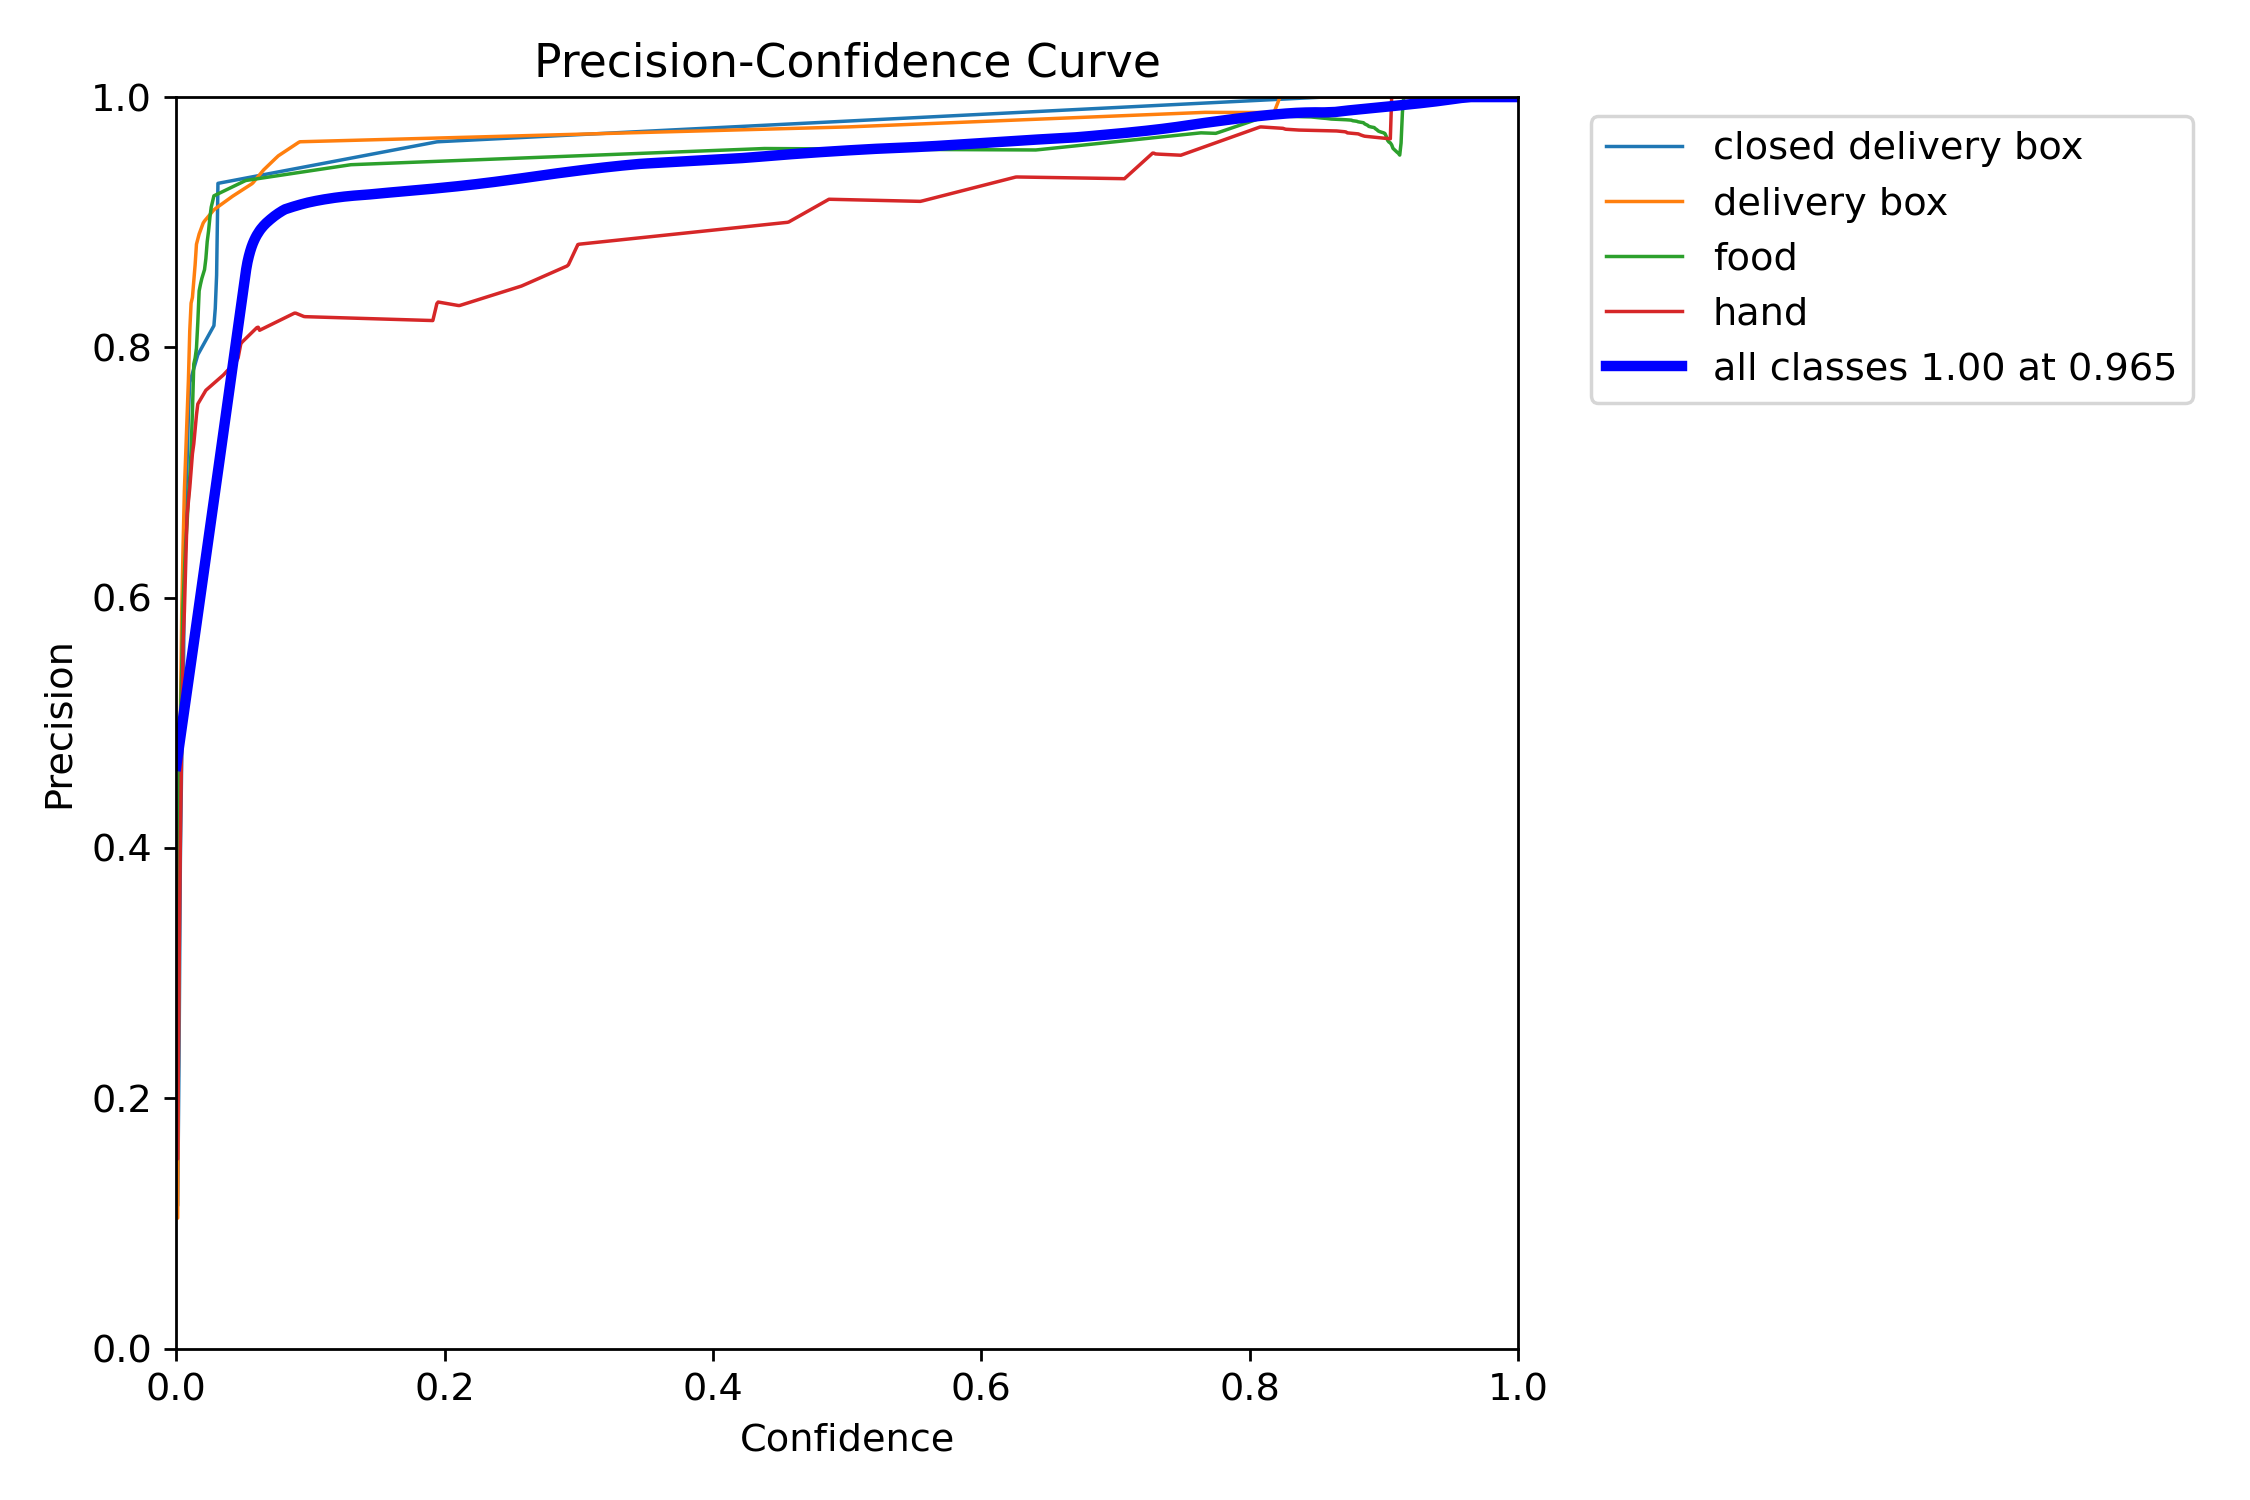 Precision-Confidence Curve
1.0
0.8
0.6
0.4
0.2
0.0
Precision
0.0 0.2 0.4 0.6 0.8 1.0
Confidence
closed delivery box
delivery box
food
hand
all classes 1.00 at 0.965